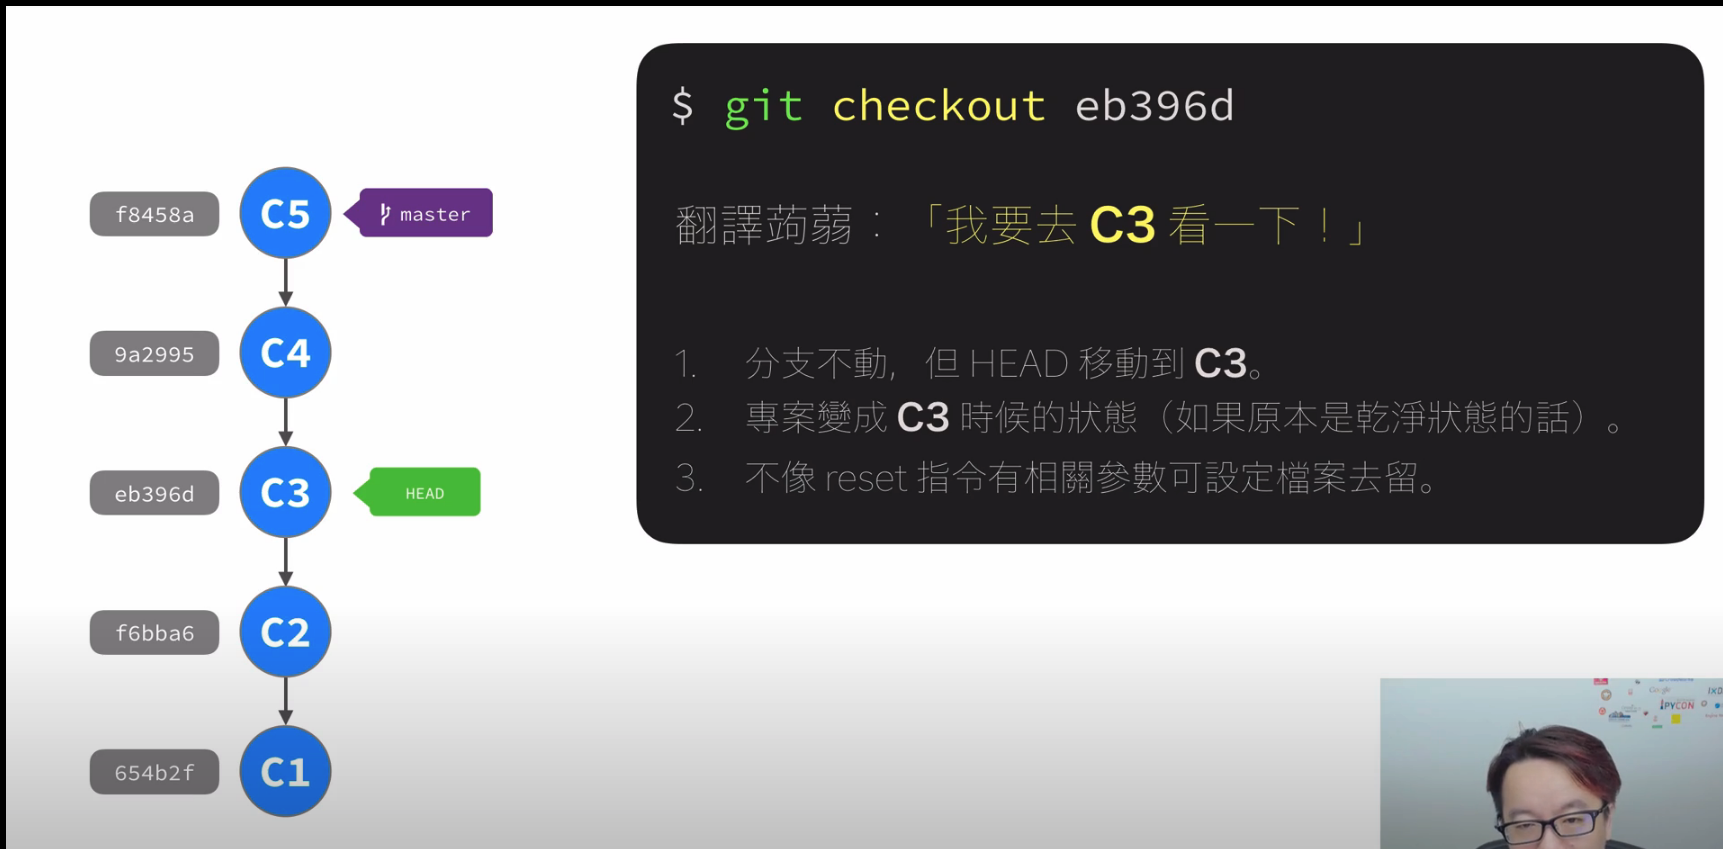 $ git checkout eb396d
翻譯蒟蒻：「我要去 C3 看一下！」
1. 分支不動，但 HEAD 移動到 C3。
2. 專案變成 C3 時候的狀態（如果原本是乾淨狀態的話）。
3. 不像 reset 指令有相關參數可設定檔案去留。
f8458a C5 master
9a2995 C4
eb396d C3 HEAD
f6bba6 C2
654b2f C1
Google
PYCON